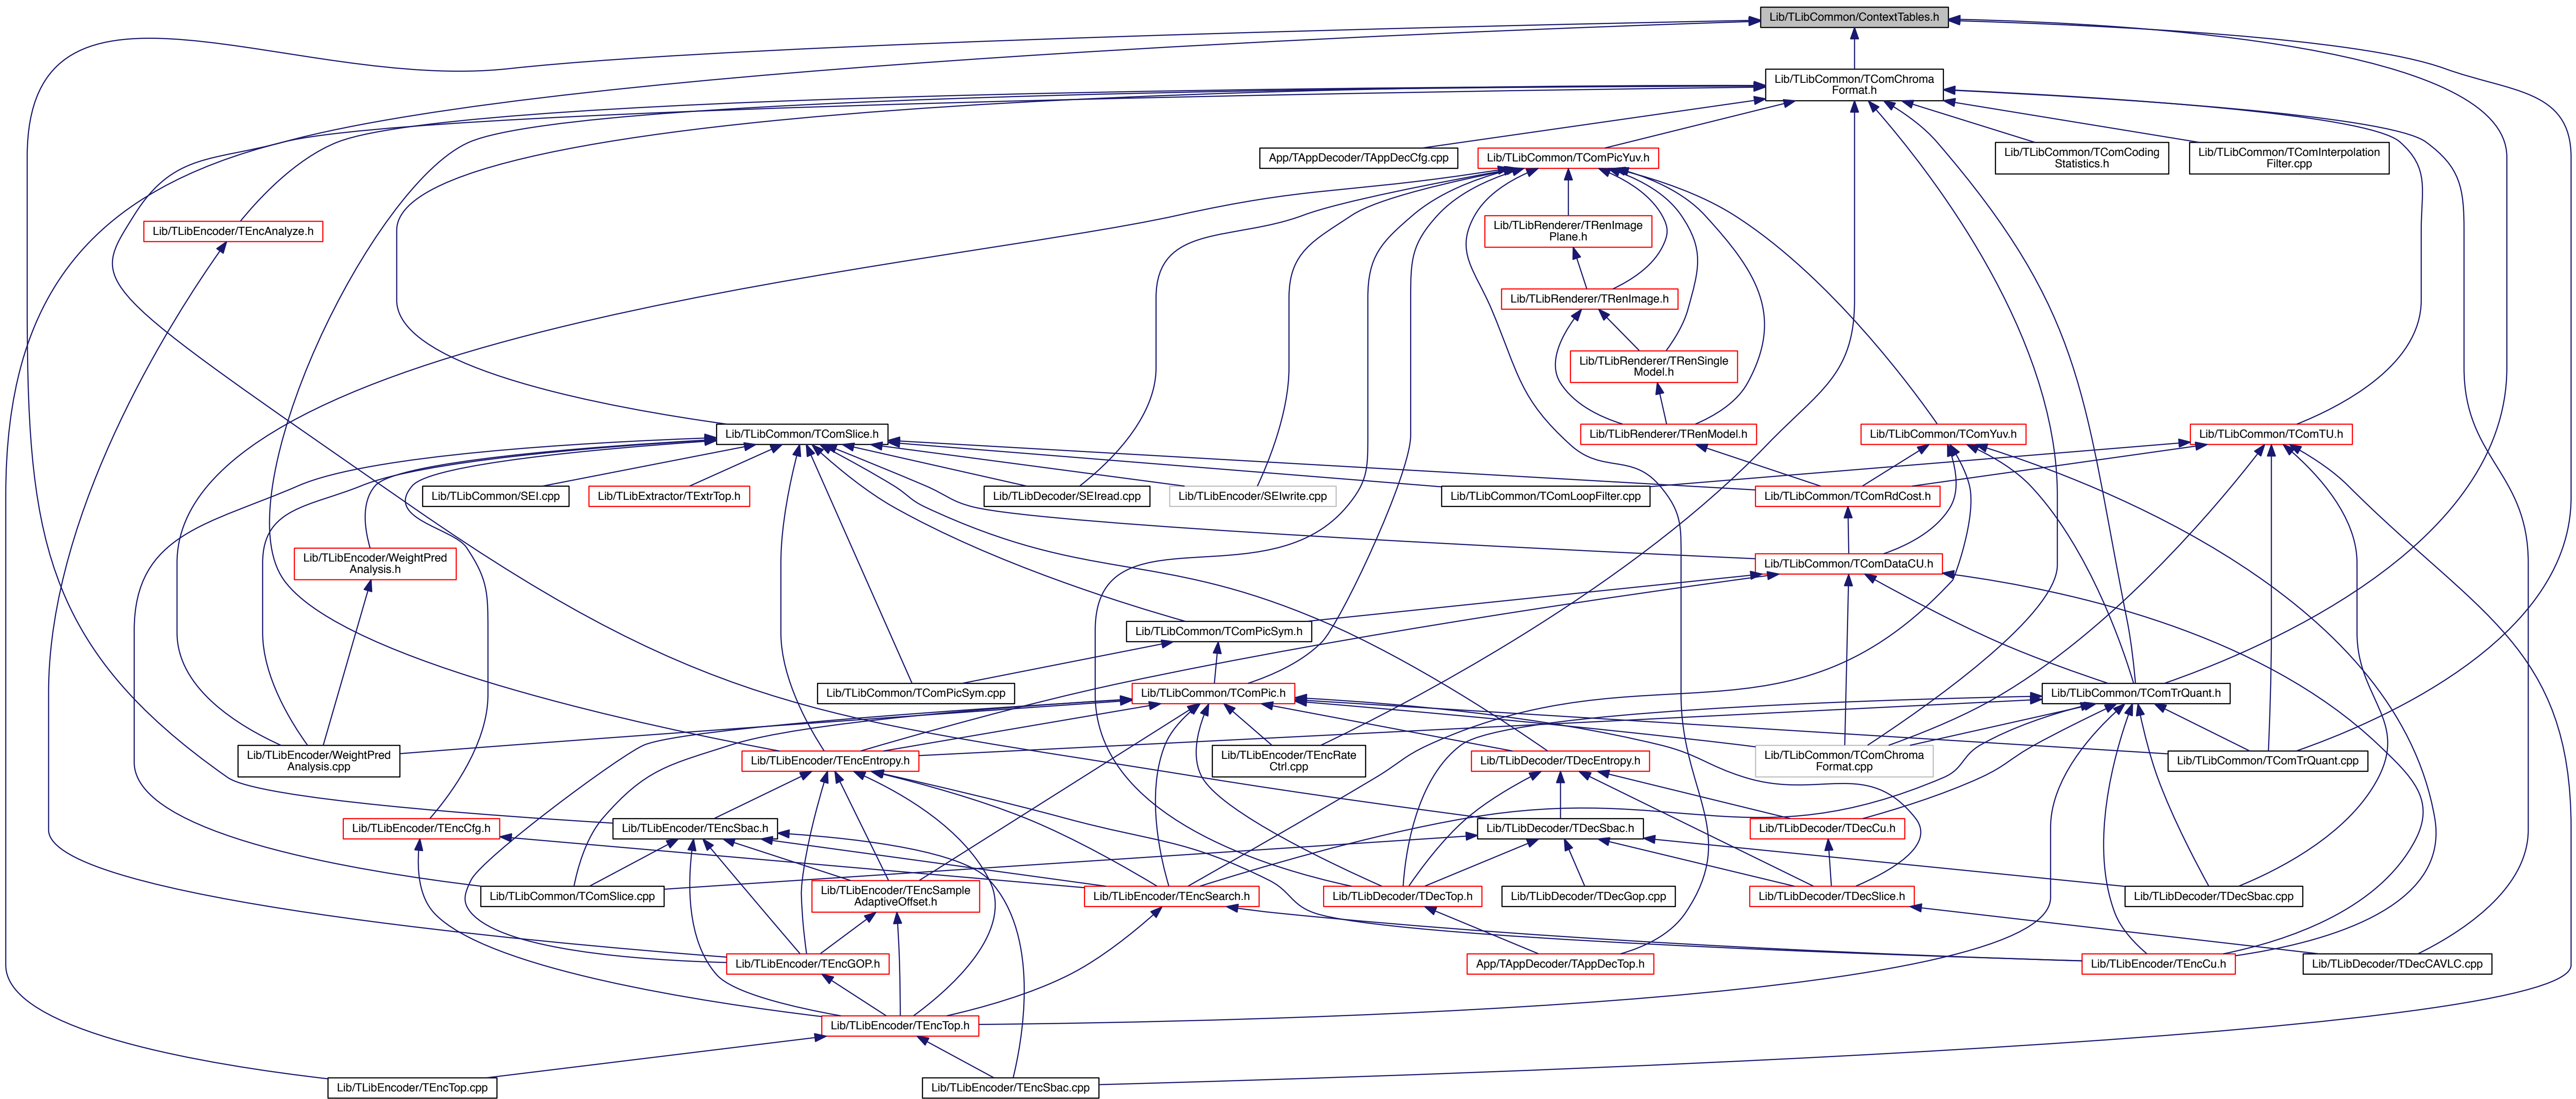 Lib/TLibCommon/ContextTables.h
Lib/TLibCommon/TComChroma
Format.h
App/TAppDecoder/TAppDecCfg.cpp
Lib/TLibCommon/TComPicYuv.h
Lib/TLibCommon/TComCoding
Statistics.h
Lib/TLibCommon/TComInterpolation
Filter.cpp
Lib/TLibEncoder/TEncAnalyze.h
Lib/TLibRenderer/TRenImage
Plane.h
Lib/TLibRenderer/TRenImage.h
Lib/TLibRenderer/TRenSingle
Model.h
Lib/TLibCommon/TComSlice.h
Lib/TLibRenderer/TRenModel.h
Lib/TLibCommon/TComYuv.h
Lib/TLibCommon/TComTU.h
Lib/TLibCommon/SEI.cpp
Lib/TLibExtractor/TExtrTop.h
Lib/TLibDecoder/SEIread.cpp
Lib/TLibEncoder/SEIwrite.cpp
Lib/TLibCommon/TComLoopFilter.cpp
Lib/TLibCommon/TComRdCost.h
Lib/TLibEncoder/WeightPred
Analysis.h
Lib/TLibCommon/TComDataCU.h
Lib/TLibCommon/TComPicSym.h
Lib/TLibCommon/TComPicSym.cpp
Lib/TLibCommon/TComPic.h
Lib/TLibCommon/TComTrQuant.h
Lib/TLibEncoder/WeightPred
Analysis.cpp
Lib/TLibEncoder/TEncEntropy.h
Lib/TLibEncoder/TEncRate
Ctrl.cpp
Lib/TLibDecoder/TDecEntropy.h
Lib/TLibCommon/TComChroma
Format.cpp
Lib/TLibCommon/TComTrQuant.cpp
Lib/TLibEncoder/TEncCfg.h
Lib/TLibEncoder/TEncSbac.h
Lib/TLibDecoder/TDecSbac.h
Lib/TLibDecoder/TDecCu.h
Lib/TLibCommon/TComSlice.cpp
Lib/TLibEncoder/TEncSample
AdaptiveOffset.h
Lib/TLibEncoder/TEncSearch.h
Lib/TLibDecoder/TDecTop.h
Lib/TLibDecoder/TDecGop.cpp
Lib/TLibDecoder/TDecSlice.h
Lib/TLibDecoder/TDecSbac.cpp
Lib/TLibEncoder/TEncGOP.h
App/TAppDecoder/TAppDecTop.h
Lib/TLibEncoder/TEncCu.h
Lib/TLibDecoder/TDecCAVLC.cpp
Lib/TLibEncoder/TEncTop.h
Lib/TLibEncoder/TEncTop.cpp
Lib/TLibEncoder/TEncSbac.cpp